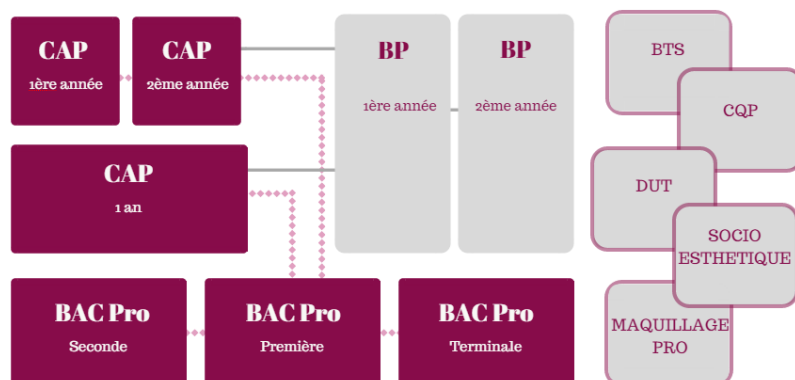 CAP
1ère année
CAP
2ème année
BP
1ère année
BP
2ème année
CAP
1 an
BAC Pro
Seconde
BAC Pro
Première
BAC Pro
Terminale
BTS
CQP
DUT
SOCIO
ESTHETIQUE
MAQUILLAGE
PRO